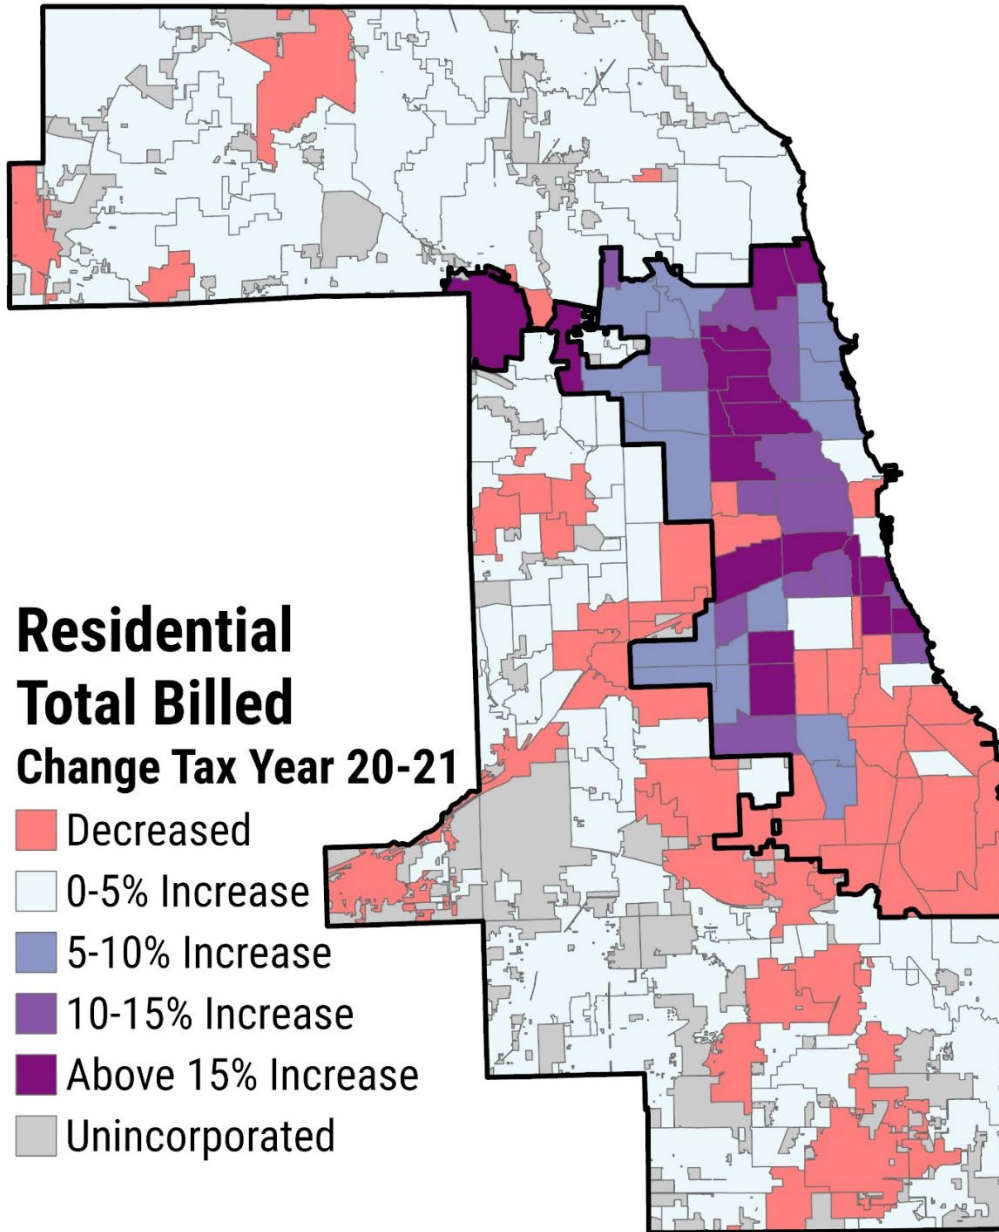 Residential
Total Billed
Change Tax Year 20-21
Decreased
0-5% Increase
5-10% Increase
10-15% Increase
Above 15% Increase
Unincorporated